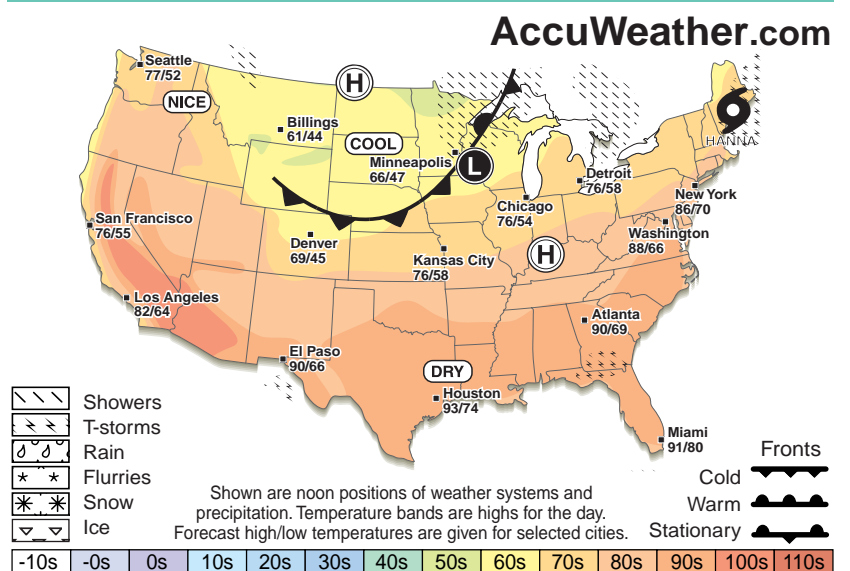 AccuWeather.com
Seattle
77/52
NICE
H
Billings
61/44
COOL
Minneapolis
66/47
L
HANNA
Detroit
76/58
New York
86/70
Chicago
76/54
San Francisco
76/55
Washington
88/66
Denver
69/45
Kansas City
76/58
H
Los Angeles
82/64
Atlanta
90/69
El Paso
90/66
DRY
Houston
93/74
Miami
91/80
Showers
T-storms
Rain
Flurries
Snow
Ice
Shown are noon positions of weather systems and
precipitation. Temperature bands are highs for the day.
Forecast high/low temperatures are given for selected cities.
Fronts
Cold
Warm
Stationary
-10s -0s 0s 10s 20s 30s 40s 50s 60s 70s 80s 90s 100s 110s